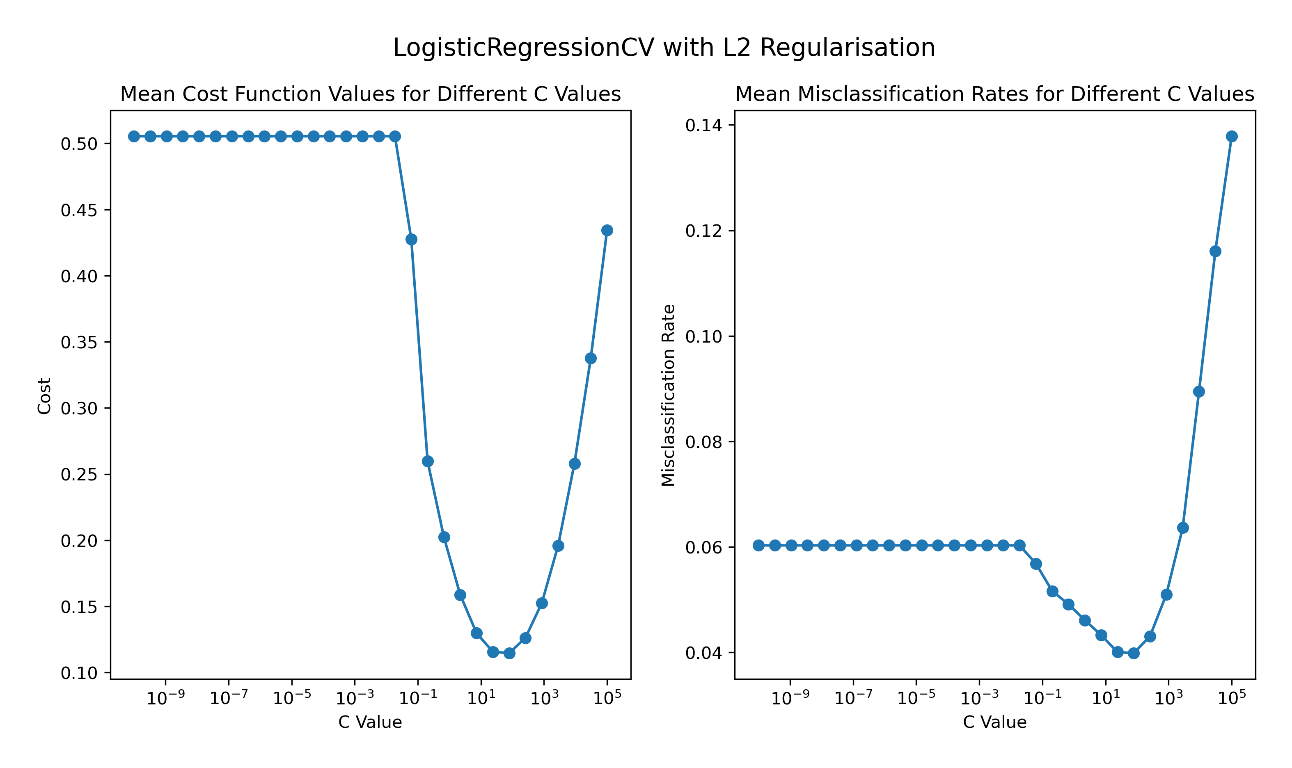 LogisticRegressionCV with L2 Regularisation
Mean Cost Function Values for Different C Values
Cost
0.50
0.45
0.40
0.35
0.30
0.25
0.20
0.15
0.10
10⁻⁹ 10⁻⁷ 10⁻⁵ 10⁻³ 10⁻¹ 10¹ 10³ 10⁵
C Value
Mean Misclassification Rates for Different C Values
Misclassification Rate
0.14
0.12
0.10
0.08
0.06
0.04
10⁻⁹ 10⁻⁷ 10⁻⁵ 10⁻³ 10⁻¹ 10¹ 10³ 10⁵
C Value